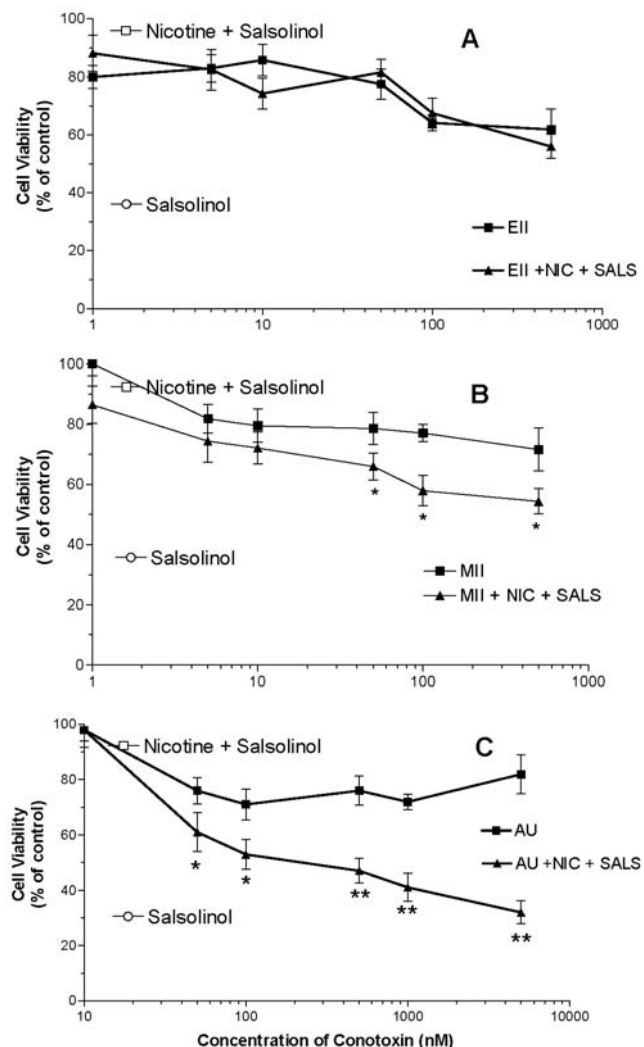 100
80
60
40
20
0
Cell Viability
(% of control)
Nicotine + Salsolinol
A
Salsolinol
EII
EII +NIC + SALS
1
10
100
1000
100
80
60
40
20
0
Cell Viability
(% of control)
Nicotine + Salsolinol
B
*
*
*
Salsolinol
MII
MII + NIC + SALS
1
10
100
1000
100
80
60
40
20
0
Cell Viability
(% of control)
Nicotine + Salsolinol
C
AU
AU +NIC + SALS
*
*
**
**
**
Salsolinol
10
100
1000
10000
Concentration of Conotoxin (nM)